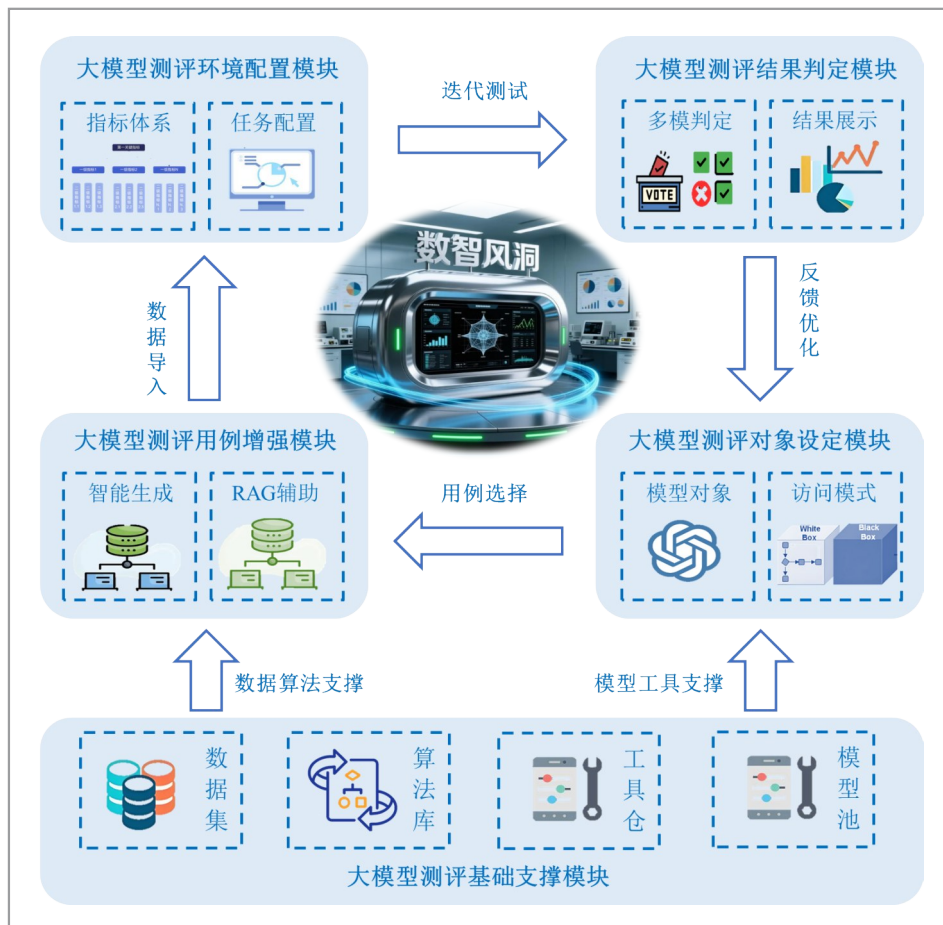 大模型测评环境配置模块
指标体系
任务配置
迭代测试
大模型测评结果判定模块
多模判定
结果展示
VOTE
数智风洞
数据导入
反馈优化
大模型测评用例增强模块
智能生成
RAG辅助
用例选择
大模型测评对象设定模块
模型对象
访问模式
White
Box
Black
Box
数据算法支撑
模型工具支撑
数据集
算法库
工具仓
模型池
大模型测评基础支撑模块